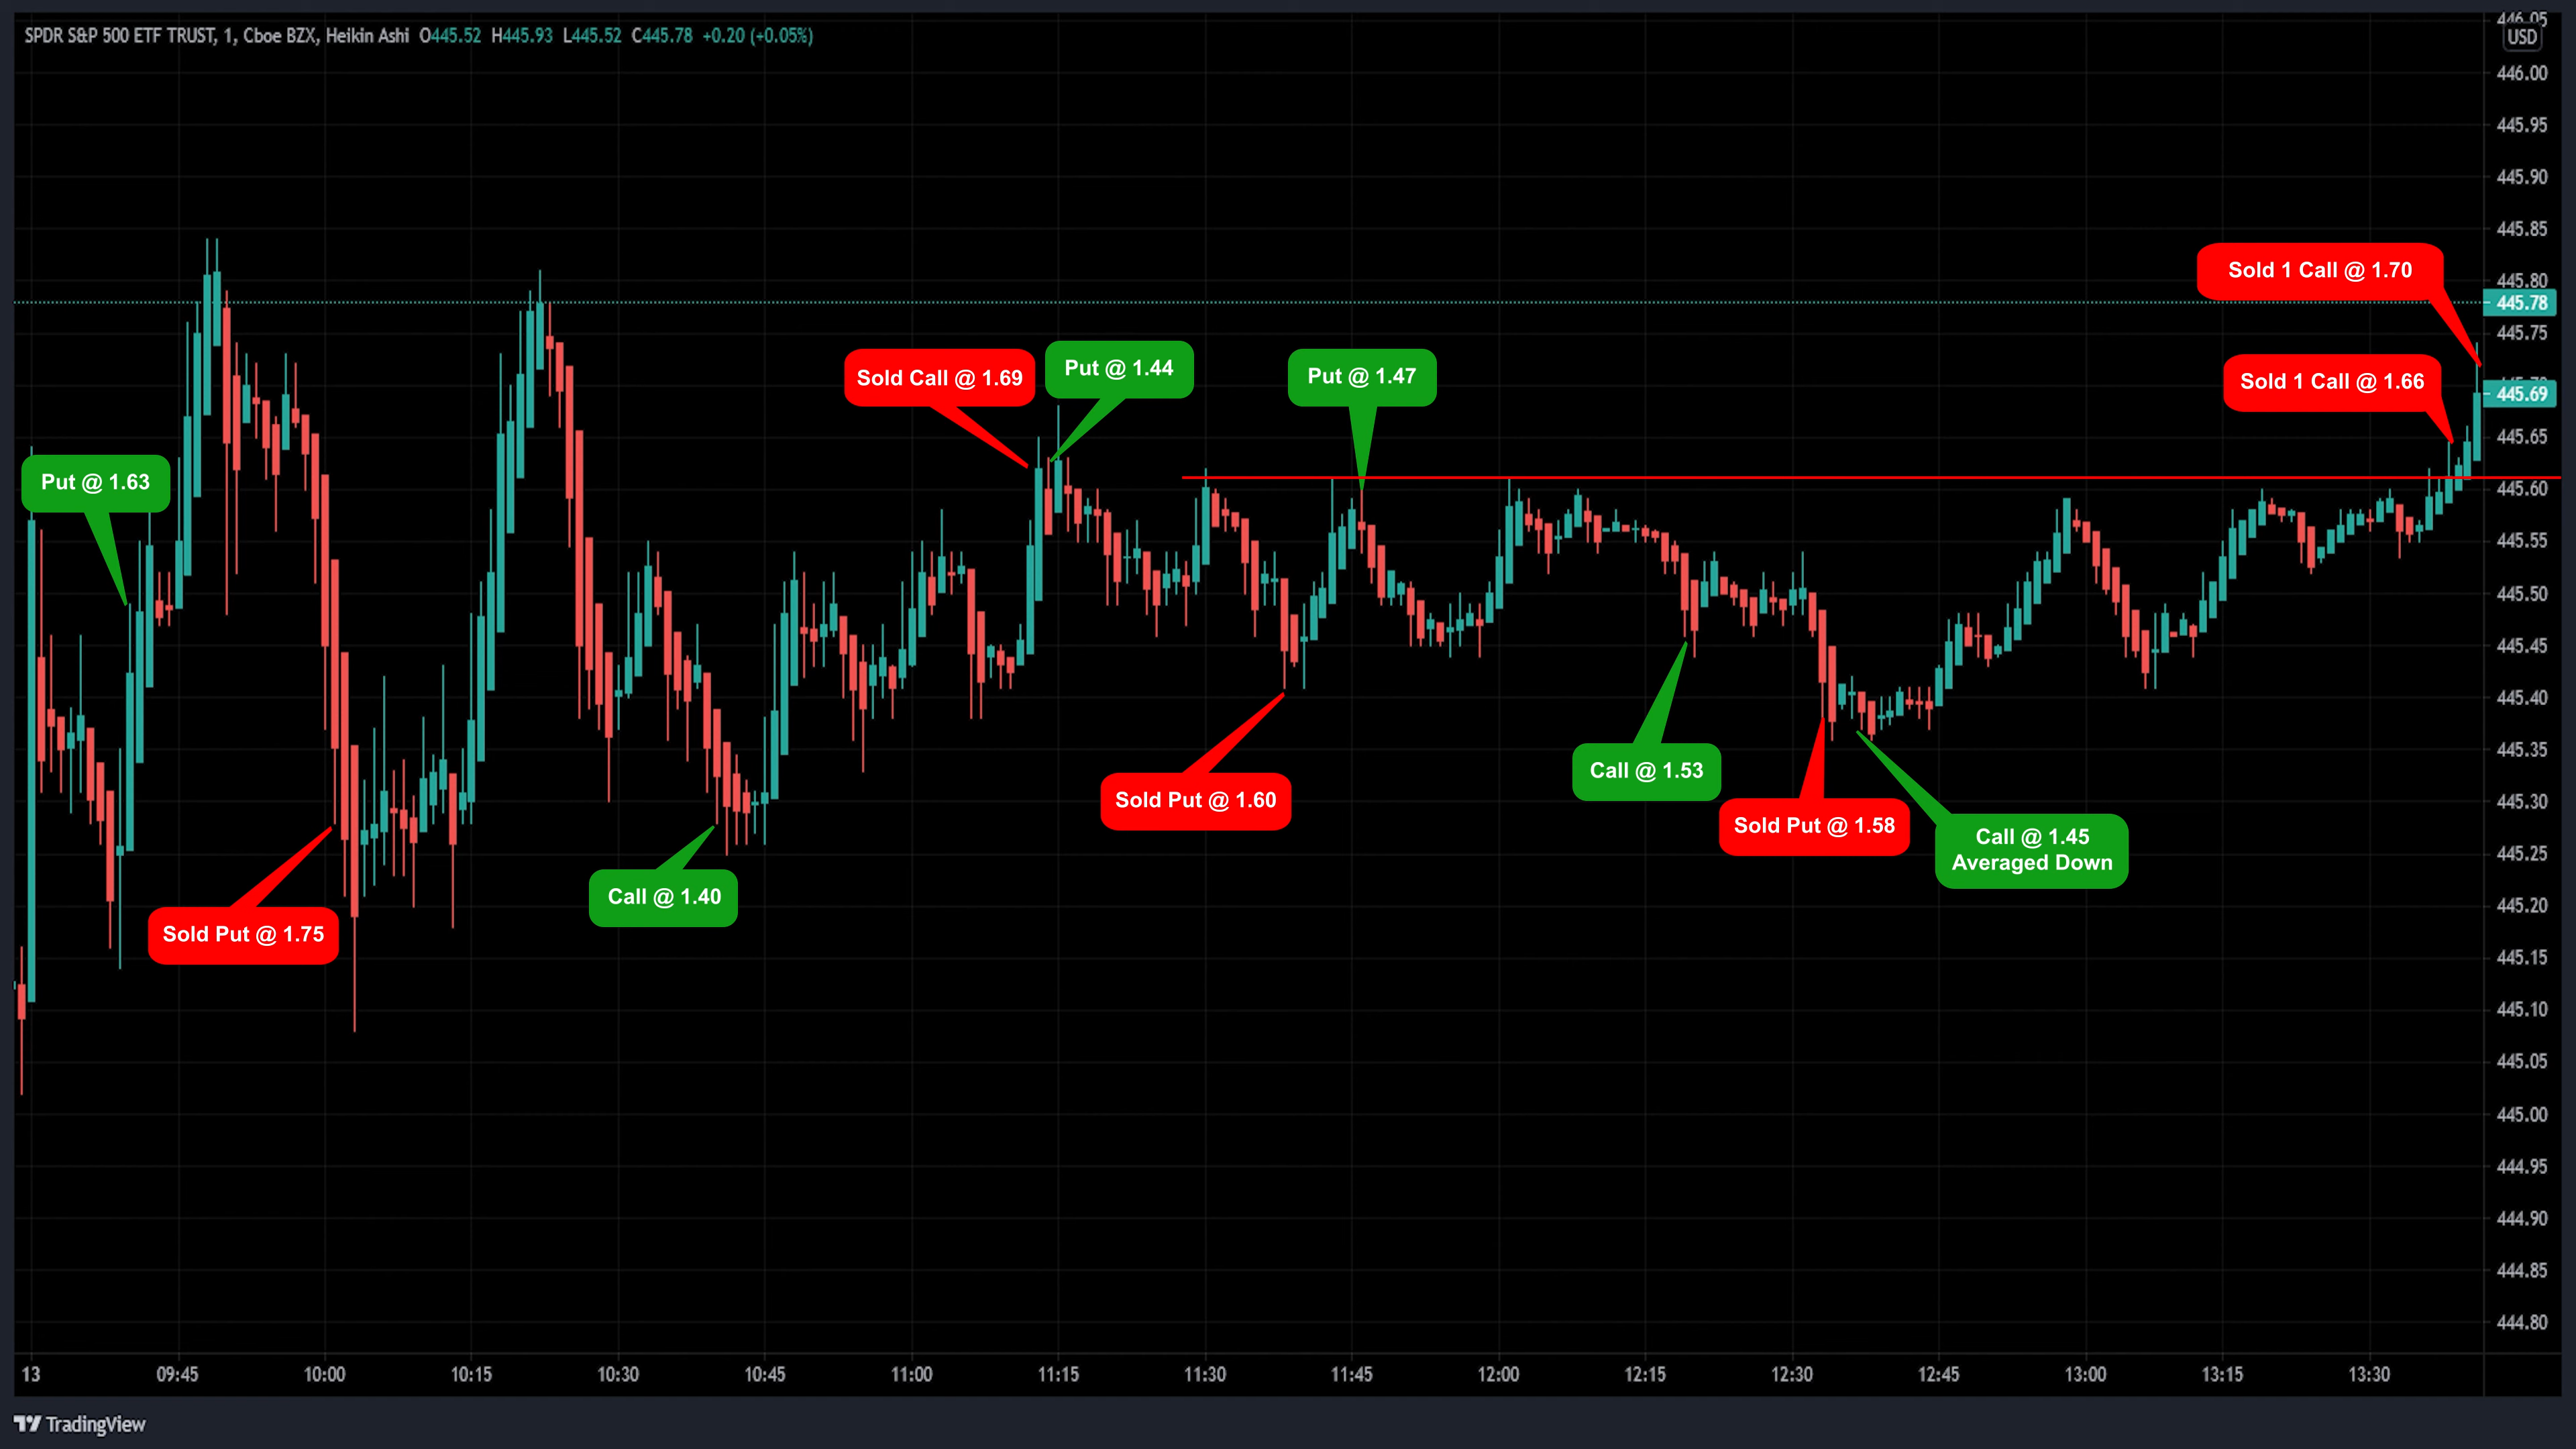 SPDR S&P 500 ETF TRUST, 1, Cboe BZX, Heikin Ashi O445.52 H445.93 L445.52 C445.78 +0.20 (+0.05%)
446.05
USD
446.00
445.95
445.90
445.85
445.80
445.78
445.75
445.69
445.65
445.60
445.55
445.50
445.45
445.40
445.35
445.30
445.25
445.20
445.15
445.10
445.05
445.00
444.95
444.90
444.85
444.80
Put @ 1.63
Sold Put @ 1.75
Call @ 1.40
Sold Call @ 1.69
Put @ 1.44
Sold Put @ 1.60
Put @ 1.47
Call @ 1.53
Sold Put @ 1.58
Call @ 1.45
Averaged Down
Sold 1 Call @ 1.70
Sold 1 Call @ 1.66
13 09:45 10:00 10:15 10:30 10:45 11:00 11:15 11:30 11:45 12:00 12:15 12:30 12:45 13:00 13:15 13:30
TradingView